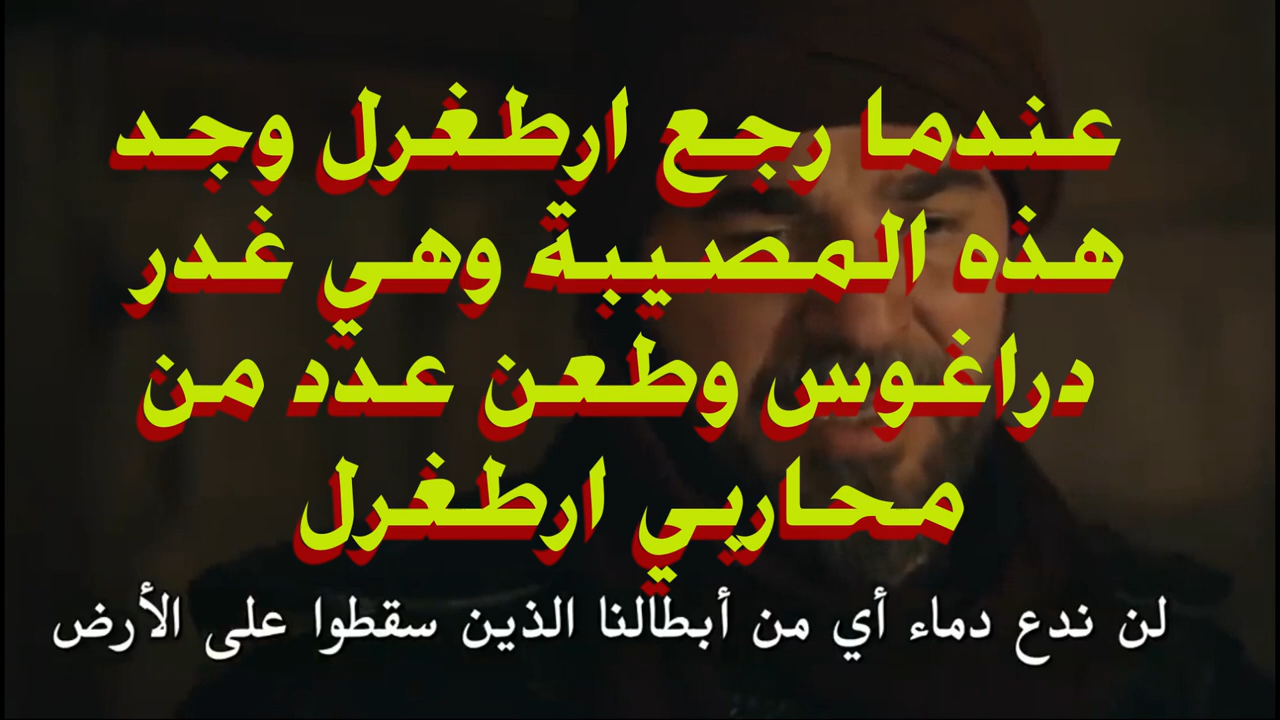 عندما رجع ارطغرل وجد
هذه المصيبة وهي غدر
دراغوس وطعن عدد من
محاربي ارطغرل
لن ندع دماء أي من أبطالنا الذين سقطوا على الأرض